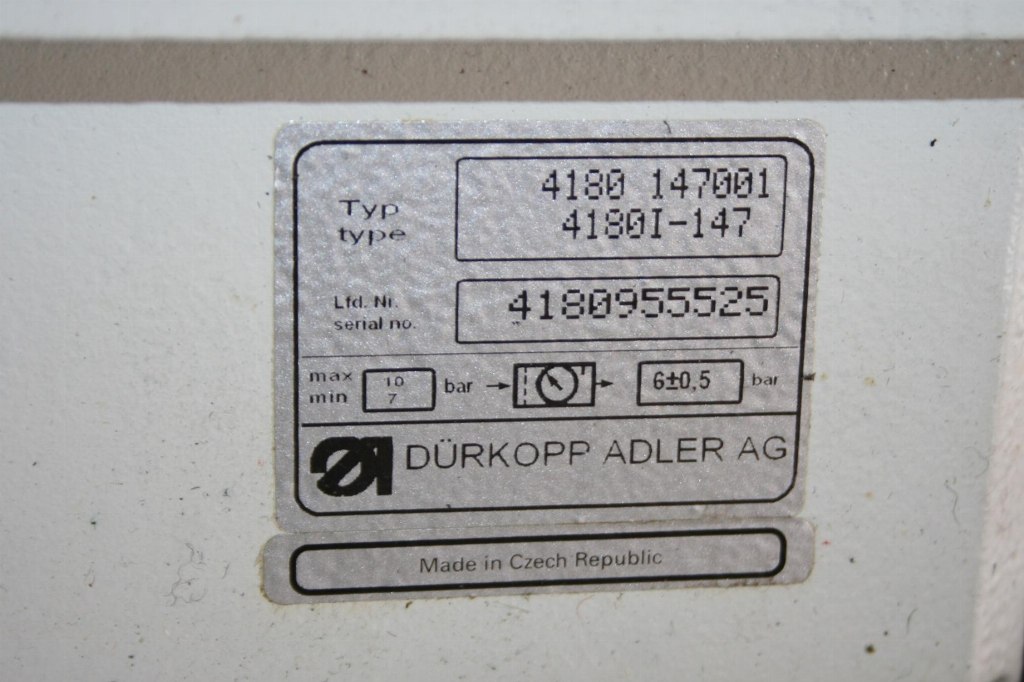 Typ
type
4180 147001
4180I-147
Lfd. Nr.
serial no.
4180955525
max 10 bar
min 7
6±0,5 bar
DÜRKOPP ADLER AG
Made in Czech Republic